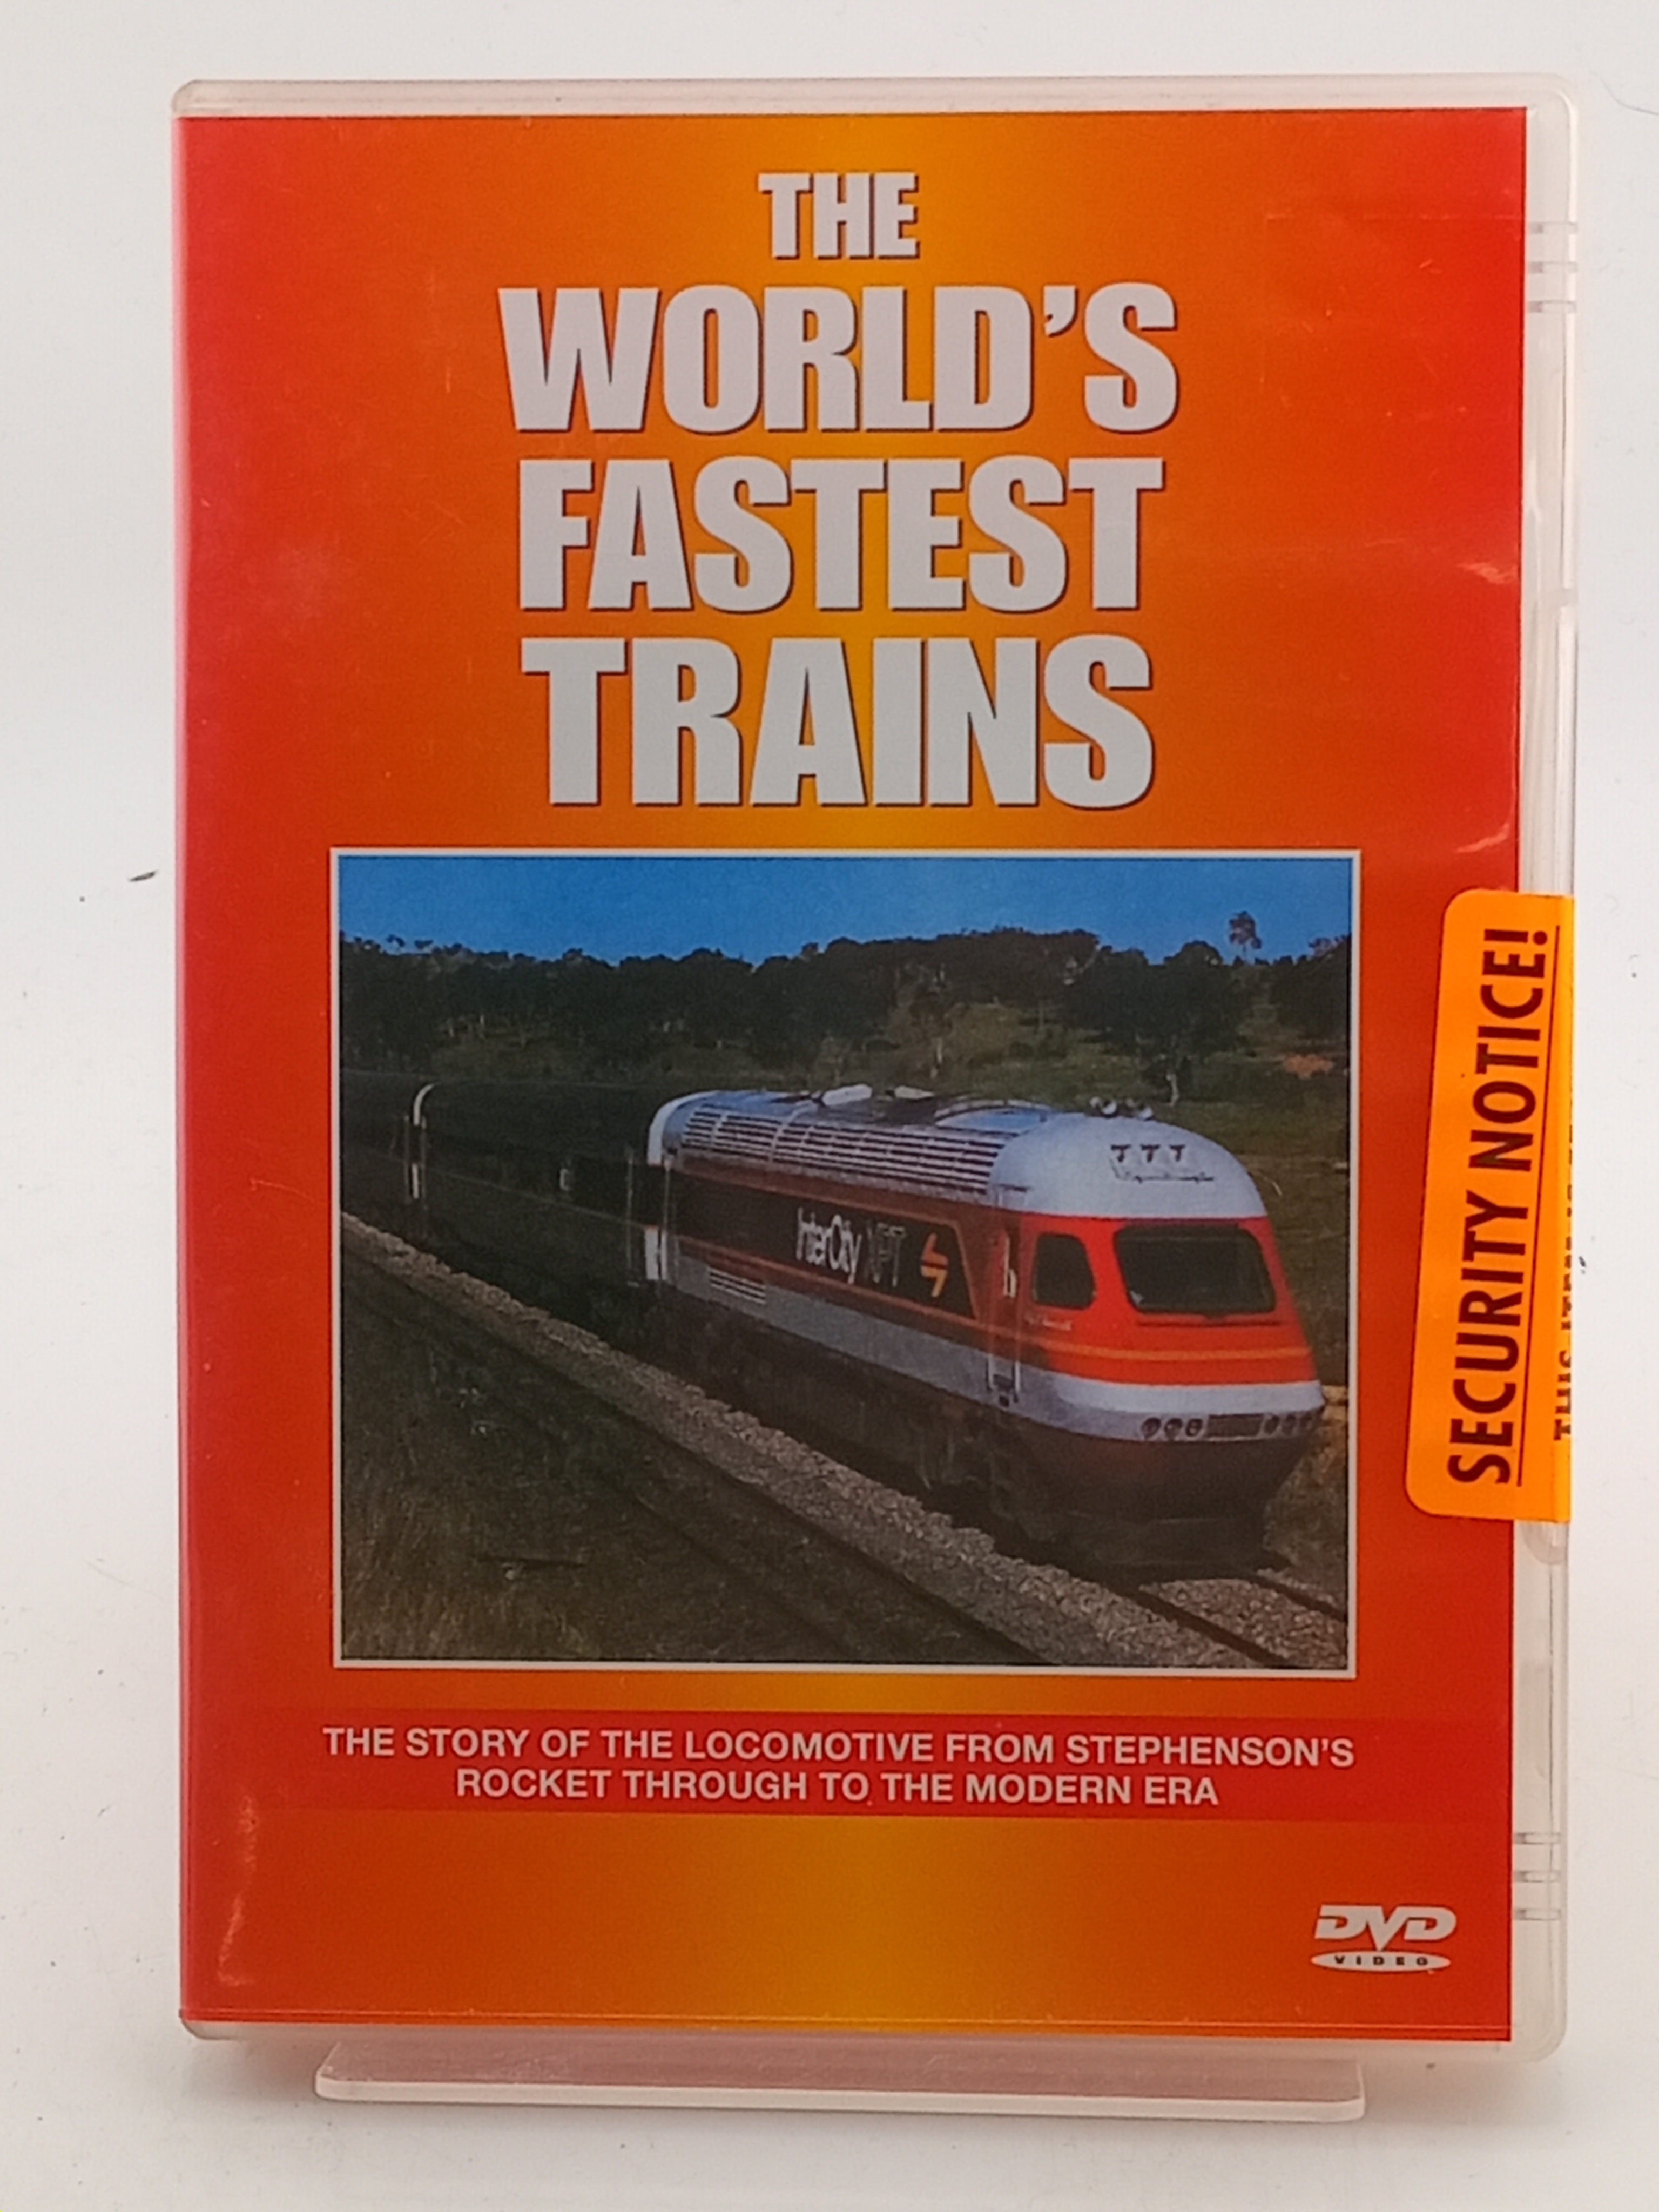 THE
WORLD'S
FASTEST
TRAINS
InterCity XPT
THE STORY OF THE LOCOMOTIVE FROM STEPHENSON'S
ROCKET THROUGH TO THE MODERN ERA
DVD
VIDEO
SECURITY NOTICE!